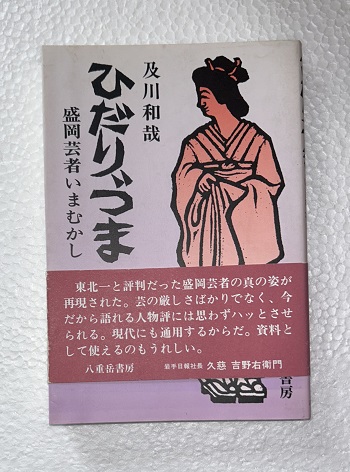 及川和哉
ひだりづま
盛岡芸者いまむかし
東北一と評判だった盛岡芸者の真の姿が
再現された。芸の厳しさばかりでなく、今
だから語れる人物評には思わずハッとさせ
られる。現代にも通用するからだ。資料と
して使えるのもうれしい。
八重岳書房
岩手日報社長 久慈 吉野右衛門
書房